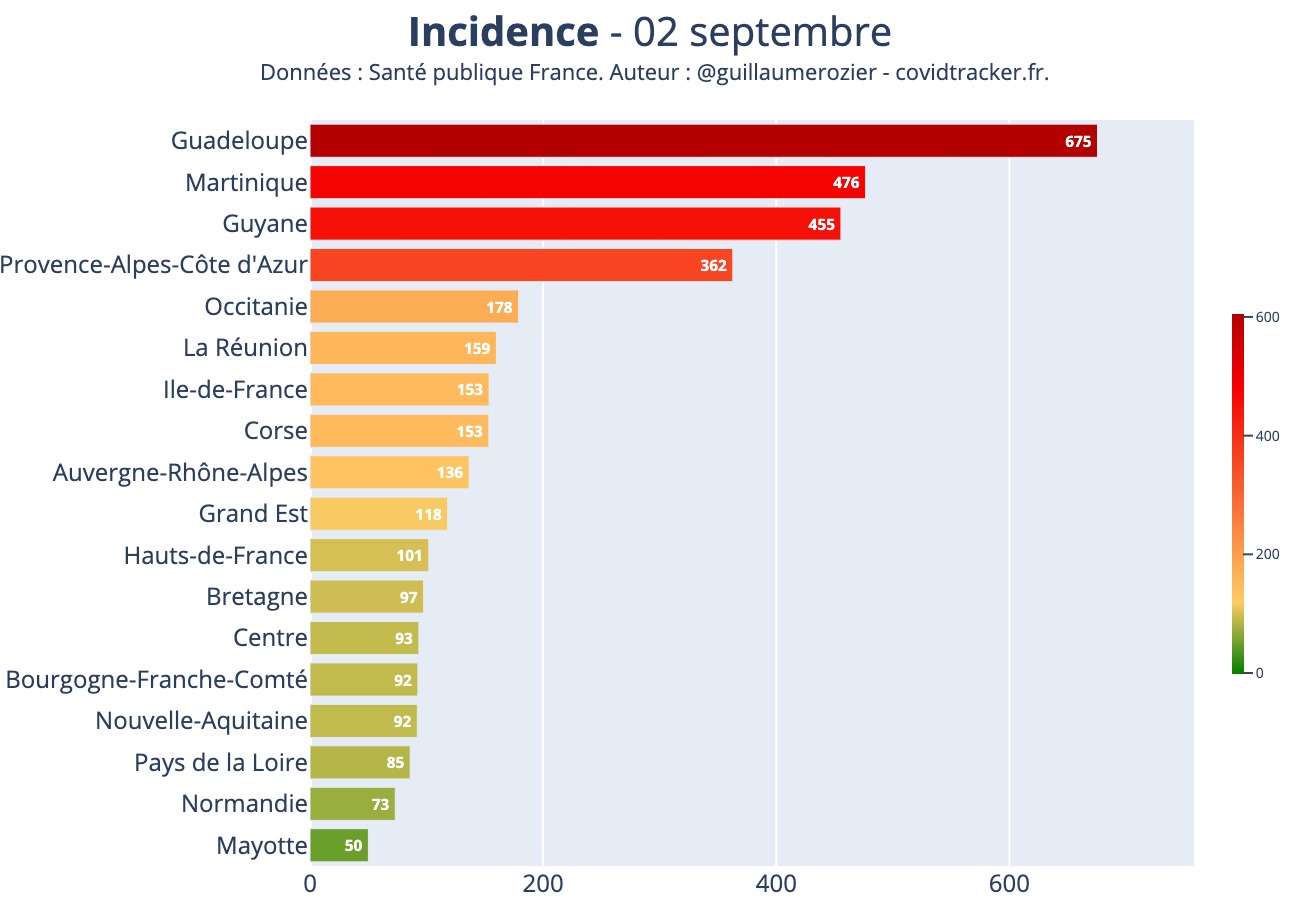 Incidence - 02 septembre
Données : Santé publique France. Auteur : @guillaumerozier - covidtracker.fr.
Guadeloupe 675
Martinique 476
Guyane 455
Provence-Alpes-Côte d'Azur 362
Occitanie 178
La Réunion 159
Ile-de-France 153
Corse 153
Auvergne-Rhône-Alpes 136
Grand Est 118
Hauts-de-France 101
Bretagne 97
Centre 93
Bourgogne-Franche-Comté 92
Nouvelle-Aquitaine 92
Pays de la Loire 85
Normandie 73
Mayotte 50
0 200 400 600
600
400
200
0